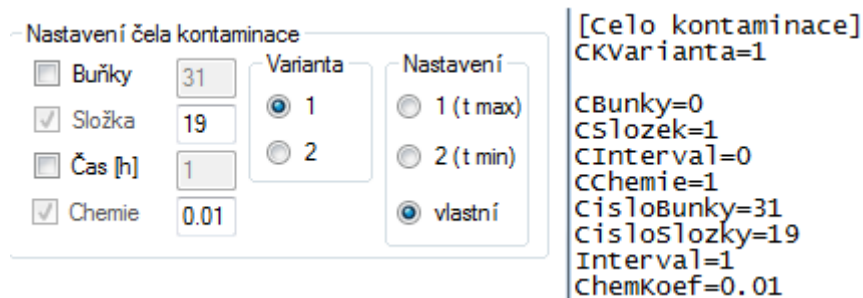 Nastavení čela kontaminace
Buňky 31
Složka 19
Čas [h] 1
Chemie 0.01
Varianta
1
2
Nastavení
1 (t max)
2 (t min)
vlastní
[Celo kontaminace]
CKVarianta=1
CBunky=0
CSlozek=1
CInterval=0
CChemie=1
CisloBunky=31
CisloSlozky=19
Interval=1
ChemKoef=0.01